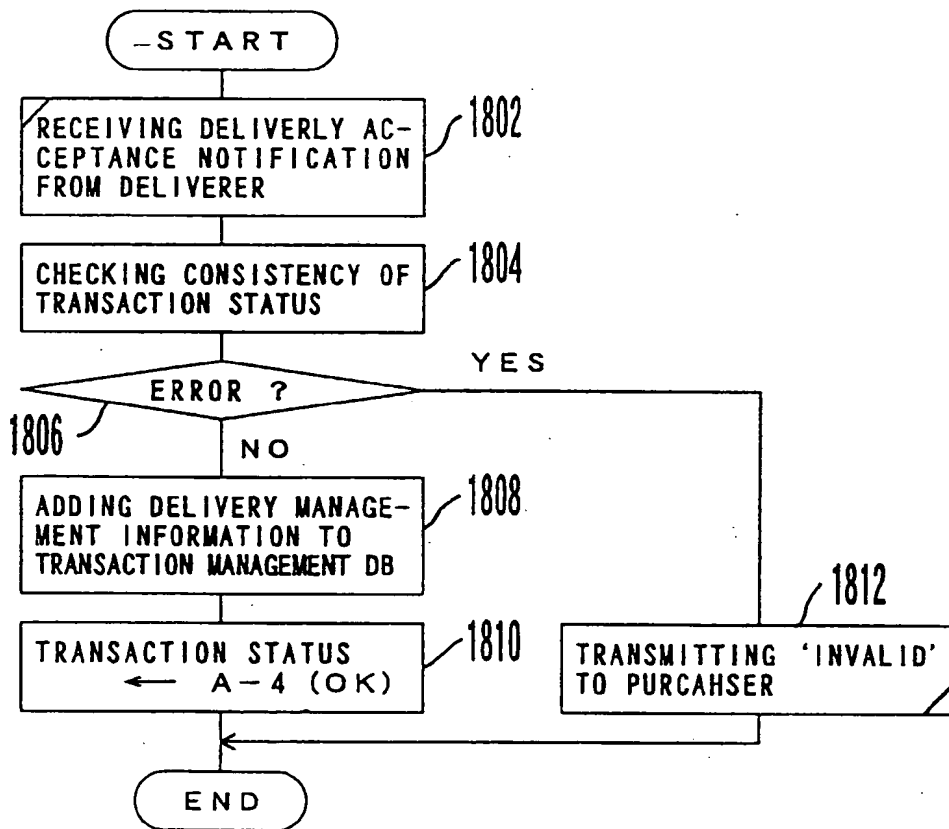 START
1802
RECEIVING DELIVERLY AC-
CEPTANCE NOTIFICATION
FROM DELIVERER
1804
CHECKING CONSISTENCY OF
TRANSACTION STATUS
YES
ERROR ?
1806
NO
1808
ADDING DELIVERY MANAGE-
MENT INFORMATION TO
TRANSACTION MANAGEMENT DB
1810
TRANSACTION STATUS
← A-4 (OK)
1812
TRANSMITTING 'INVALID'
TO PURCAHSER
END